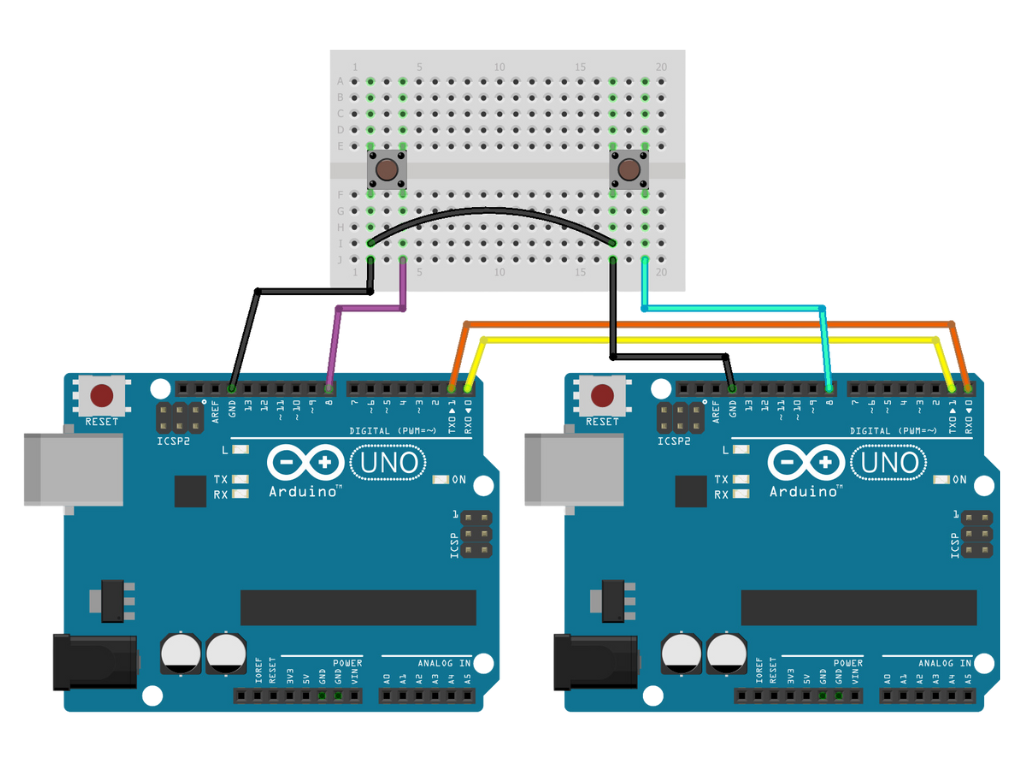 1 5 10 15 20
A
B
C
D
E
F
G
H
I
J
1 5 10 15 20
RESET
ICSP2
AREF
GND
13
12
~11
~10
~9
8
7
~6
~5
4
~3
2
TX0▶1
RX0◀0
DIGITAL (PWM=~)
L
TX
RX
Arduino™
UNO
ON
1
ICSP
IOREF
RESET
3V3
5V
GND
GND
VIN
POWER
A0
A1
A2
A3
A4
A5
ANALOG IN
RESET
ICSP2
AREF
GND
13
12
~11
~10
~9
8
7
~6
~5
4
~3
2
TX0▶1
RX0◀0
DIGITAL (PWM=~)
L
TX
RX
Arduino™
UNO
ON
1
ICSP
IOREF
RESET
3V3
5V
GND
GND
VIN
POWER
A0
A1
A2
A3
A4
A5
ANALOG IN